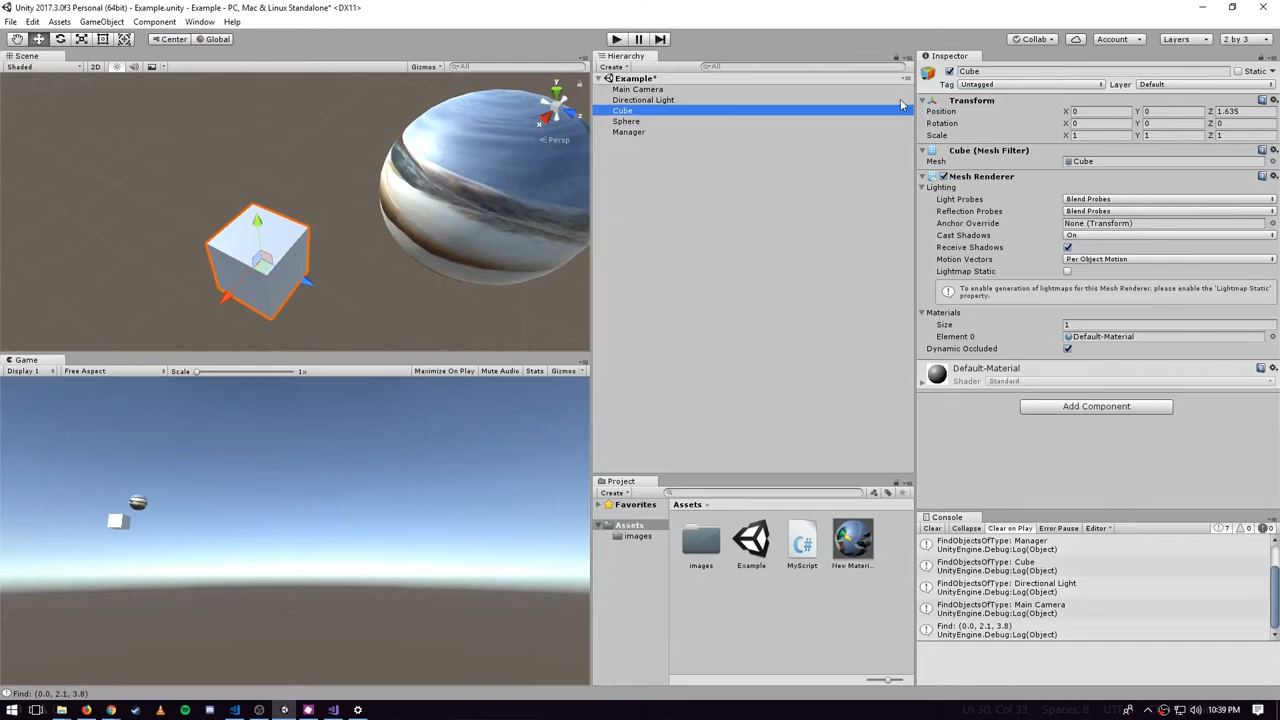 Unity 2017.3.0f3 Personal (64bit) - Example.unity - Example - PC, Mac & Linux Standalone* <DX11>
File Edit Assets GameObject Component Window Help
Center Global Collab Account Layers 2 by 3
Scene
Shaded 2D Gizmos All
y
x
z
Persp
Game
Display 1 Free Aspect Scale 1x Maximize On Play Mute Audio Stats Gizmos
Hierarchy
Create All
Example*
Main Camera
Directional Light
Cube
Sphere
Manager
Project
Create
Favorites
Assets
images
Assets
images
Example
MyScript
New Materi...
Inspector
Cube Static
Tag Untagged Layer Default
Transform
Position X 0 Y 0 Z 1.635
Rotation X 0 Y 0 Z 0
Scale X 1 Y 1 Z 1
Cube (Mesh Filter)
Mesh Cube
Mesh Renderer
Lighting
Light Probes Blend Probes
Reflection Probes Blend Probes
Anchor Override None (Transform)
Cast Shadows On
Receive Shadows
Motion Vectors Per Object Motion
Lightmap Static
To enable generation of lightmaps for this Mesh Renderer, please enable the 'Lightmap Static'
property.
Materials
Size 1
Element 0 Default-Material
Dynamic Occluded
Default-Material
Shader Standard
Add Component
Console
Clear Collapse Clear on Play Error Pause Editor 7 0 0
FindObjectsOfType: Manager
UnityEngine.Debug:Log(Object)
FindObjectsOfType: Cube
UnityEngine.Debug:Log(Object)
FindObjectsOfType: Directional Light
UnityEngine.Debug:Log(Object)
FindObjectsOfType: Main Camera
UnityEngine.Debug:Log(Object)
Find: (0.0, 2.1, 3.8)
UnityEngine.Debug:Log(Object)
Find: (0.0, 2.1, 3.8)
Ln 30, Col 33 Spaces: 8
10:39 PM